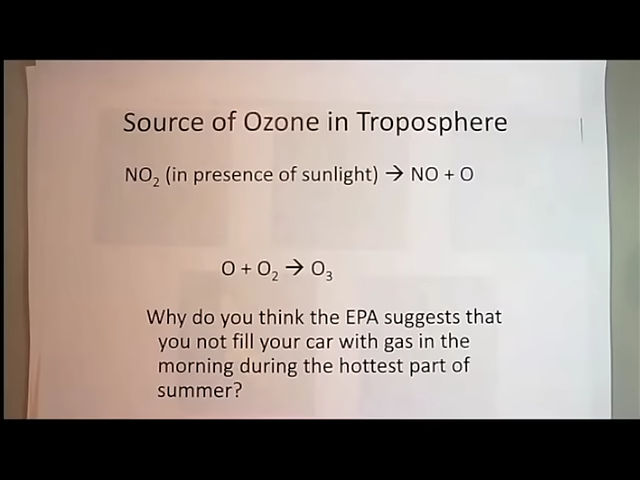 Source of Ozone in Troposphere
NO₂ (in presence of sunlight) → NO + O
O + O₂ → O₃
Why do you think the EPA suggests that
you not fill your car with gas in the
morning during the hottest part of
summer?